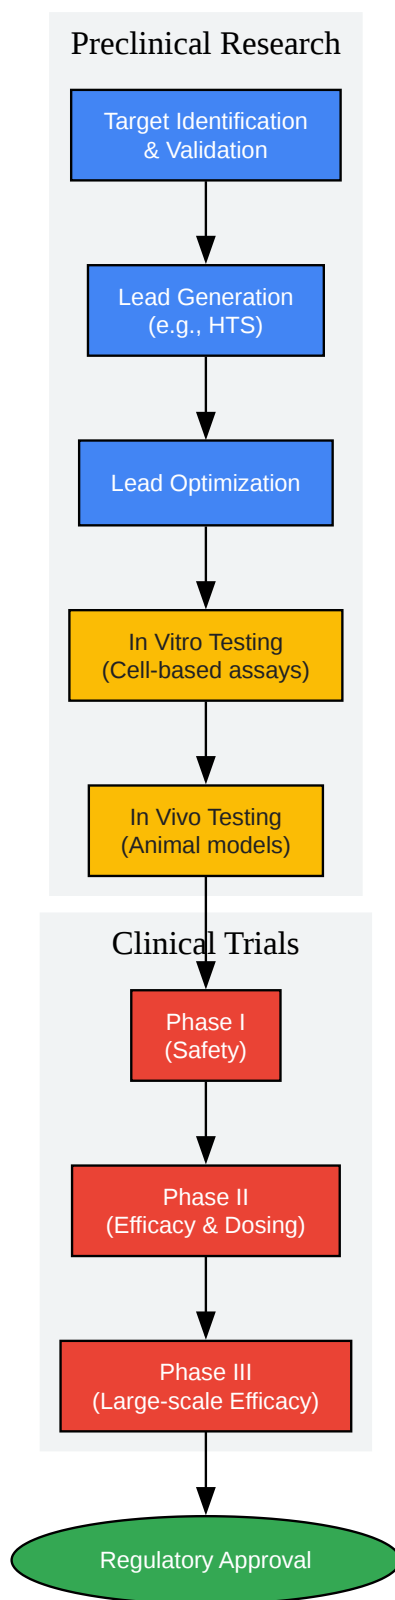 Preclinical Research
Target Identification
& Validation
Lead Generation
(e.g., HTS)
Lead Optimization
In Vitro Testing
(Cell-based assays)
In Vivo Testing
(Animal models)
Clinical Trials
Phase I
(Safety)
Phase II
(Efficacy & Dosing)
Phase III
(Large-scale Efficacy)
Regulatory Approval